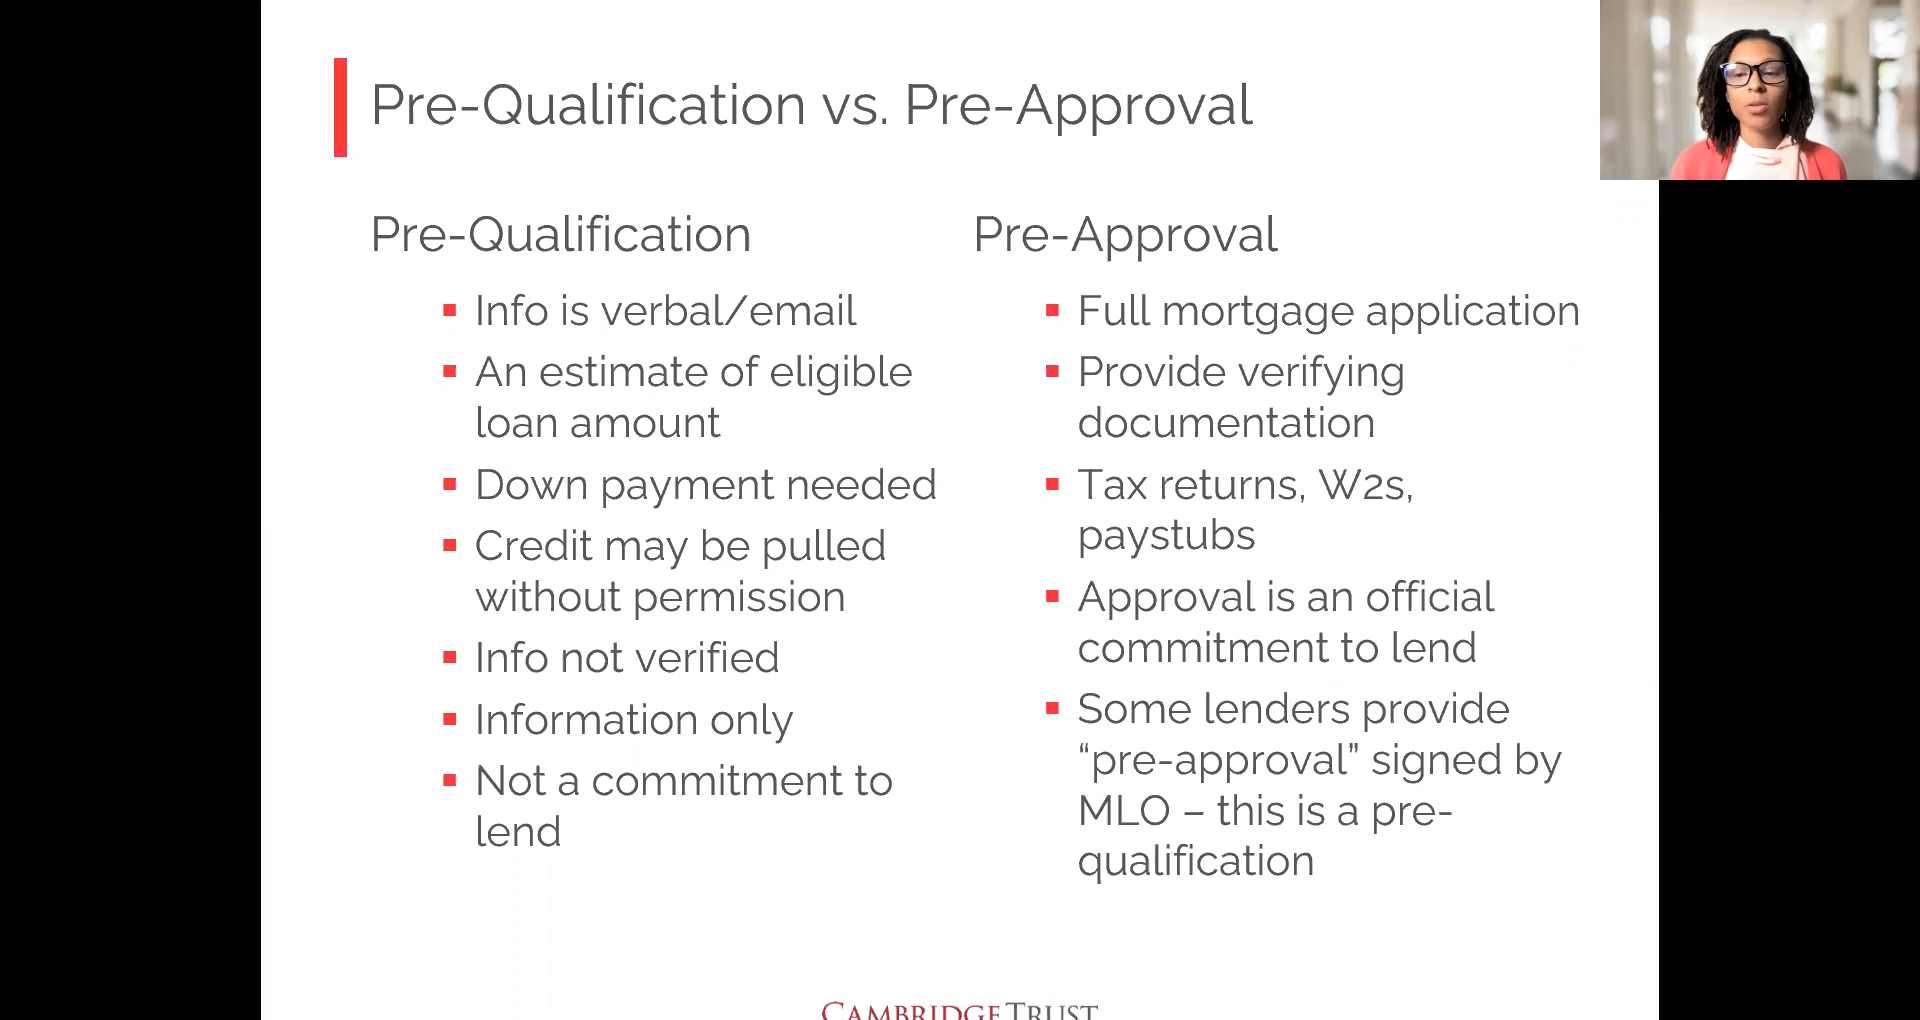 Pre-Qualification vs. Pre-Approval
Pre-Qualification
Info is verbal/email
An estimate of eligible
loan amount
Down payment needed
Credit may be pulled
without permission
Info not verified
Information only
Not a commitment to
lend
Pre-Approval
Full mortgage application
Provide verifying
documentation
Tax returns, W2s,
paystubs
Approval is an official
commitment to lend
Some lenders provide
“pre-approval” signed by
MLO – this is a pre-
qualification
CAMBRIDGE TRUST